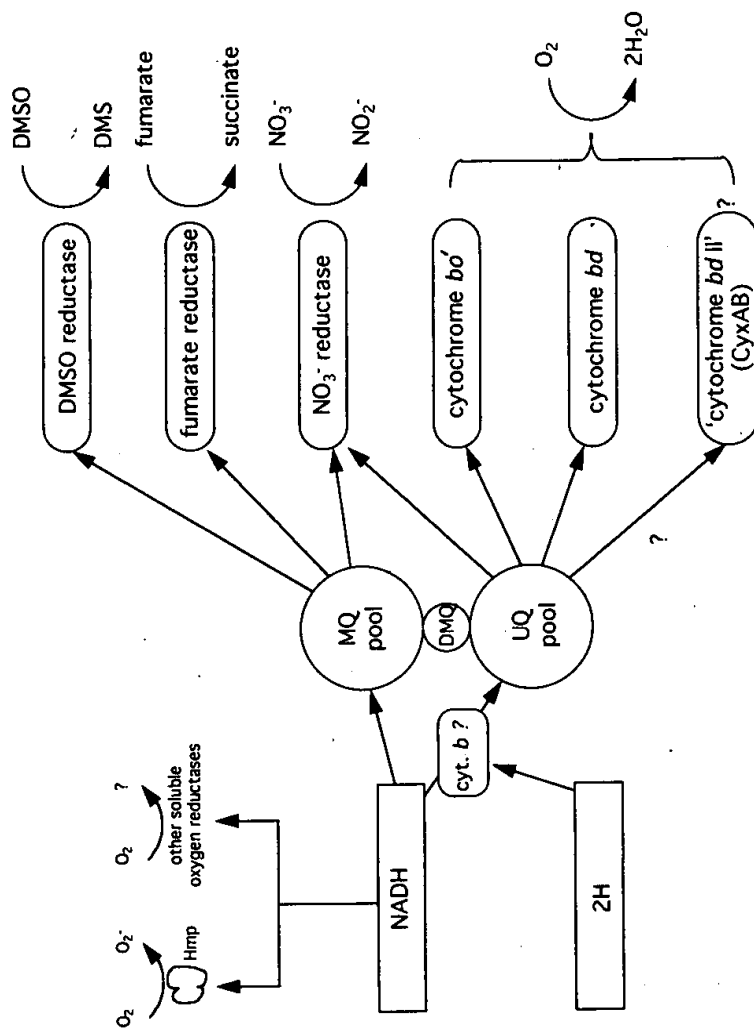 O₂
O₂⁻
Hmp
O₂
?
other soluble
oxygen reductases
NADH
2H
cyt. b ?
MQ
pool
DMQ
UQ
pool
?
DMSO reductase
DMSO
DMS
fumarate reductase
fumarate
succinate
NO₃⁻ reductase
NO₃⁻
NO₂⁻
cytochrome bo'
cytochrome bd
'cytochrome bd II'
(CyxAB)
?
O₂
2H₂O